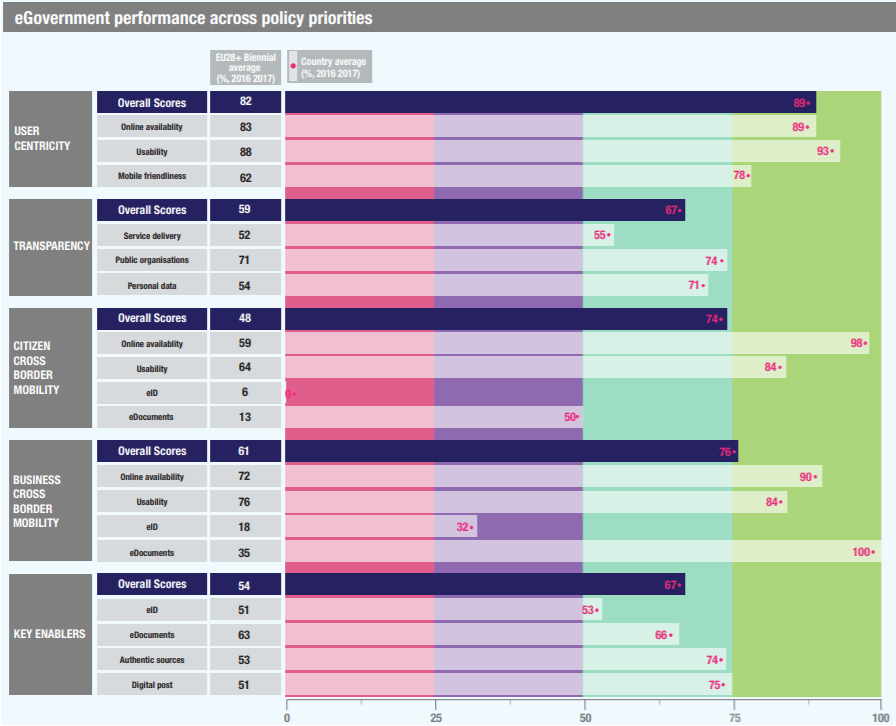 eGovernment performance across policy priorities
EU28+ Biennial
average
(%, 2016 2017)
Country average
(%, 2016 2017)
USER
CENTRICITY
Overall Scores 82 89
Online availablity 83 89
Usability 88 93
Mobile friendliness 62 78
TRANSPARENCY
Overall Scores 59 67
Service delivery 52 55
Public organisations 71 74
Personal data 54 71
CITIZEN
CROSS
BORDER
MOBILITY
Overall Scores 48 74
Online availablity 59 98
Usability 64 84
eID 6 0
eDocuments 13 50
BUSINESS
CROSS
BORDER
MOBILITY
Overall Scores 61 76
Online availability 72 90
Usability 76 84
eID 18 32
eDocuments 35 100
KEY ENABLERS
Overall Scores 54 67
eID 51 53
eDocuments 63 66
Authentic sources 53 74
Digital post 51 75
0 25 50 75 100